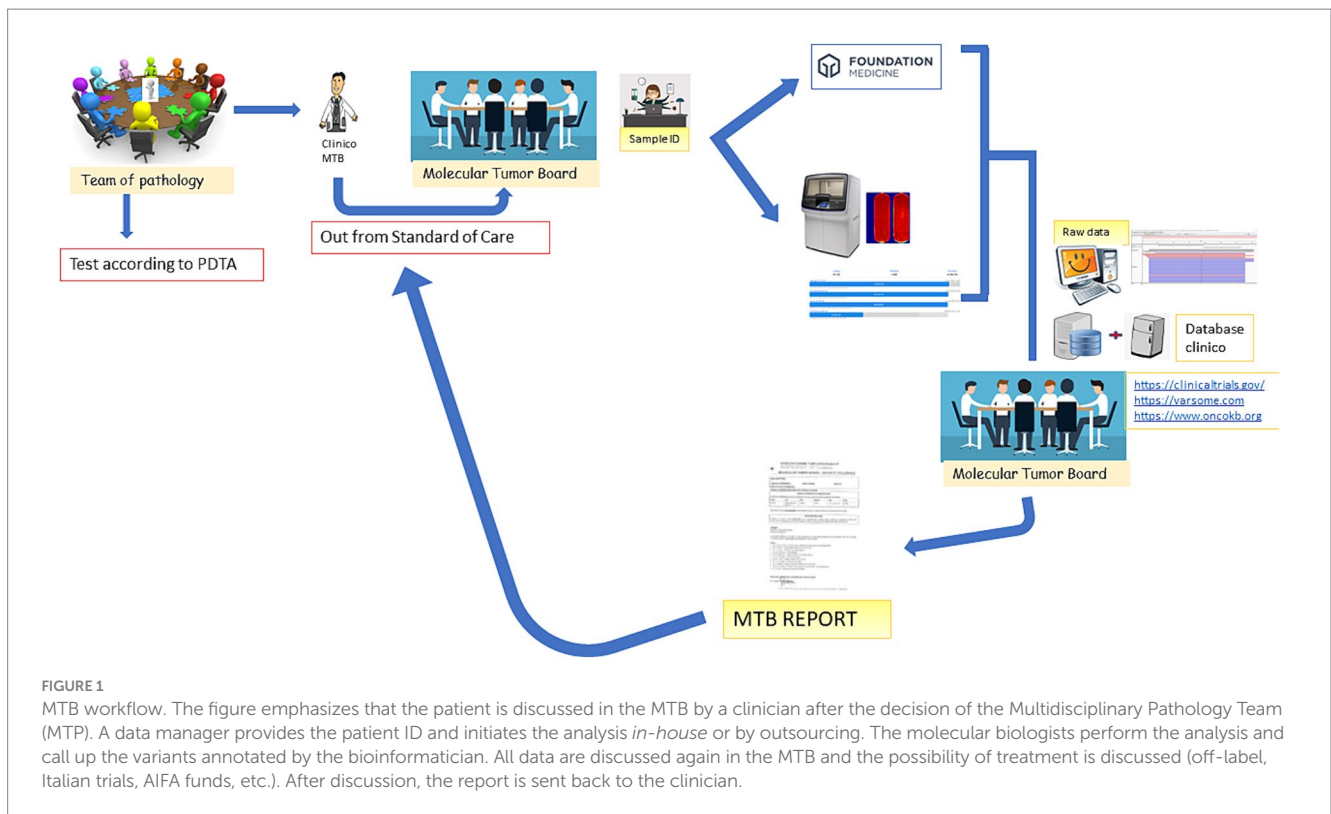 Team of pathology
Test according to PDTA
Clinico
MTB
Molecular Tumor Board
Out from Standard of Care
Sample ID
FOUNDATION
MEDICINE
Raw data
Database
clinico
https://clinicaltrials.gov/
https://varsome.com
https://www.oncokb.org
Molecular Tumor Board
MTB REPORT
FIGURE 1
MTB workflow. The figure emphasizes that the patient is discussed in the MTB by a clinician after the decision of the Multidisciplinary Pathology Team
(MTP). A data manager provides the patient ID and initiates the analysis in-house or by outsourcing. The molecular biologists perform the analysis and
call up the variants annotated by the bioinformatician. All data are discussed again in the MTB and the possibility of treatment is discussed (off-label,
Italian trials, AIFA funds, etc.). After discussion, the report is sent back to the clinician.